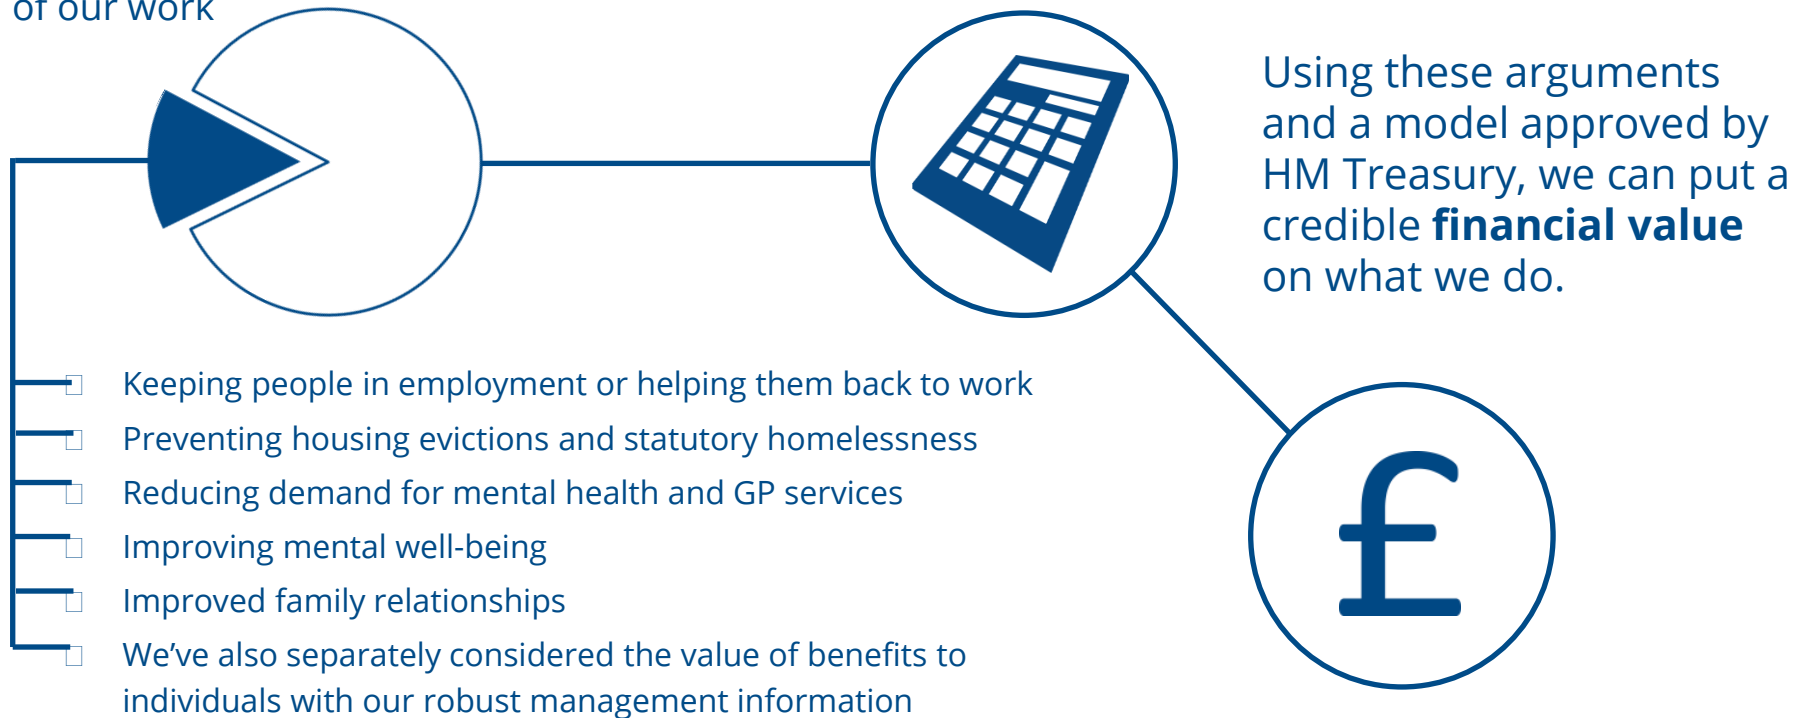 of our work
Using these arguments
and a model approved by
HM Treasury, we can put a
credible financial value
on what we do.
Keeping people in employment or helping them back to work
Preventing housing evictions and statutory homelessness
Reducing demand for mental health and GP services
Improving mental well-being
Improved family relationships
We’ve also separately considered the value of benefits to
individuals with our robust management information
£